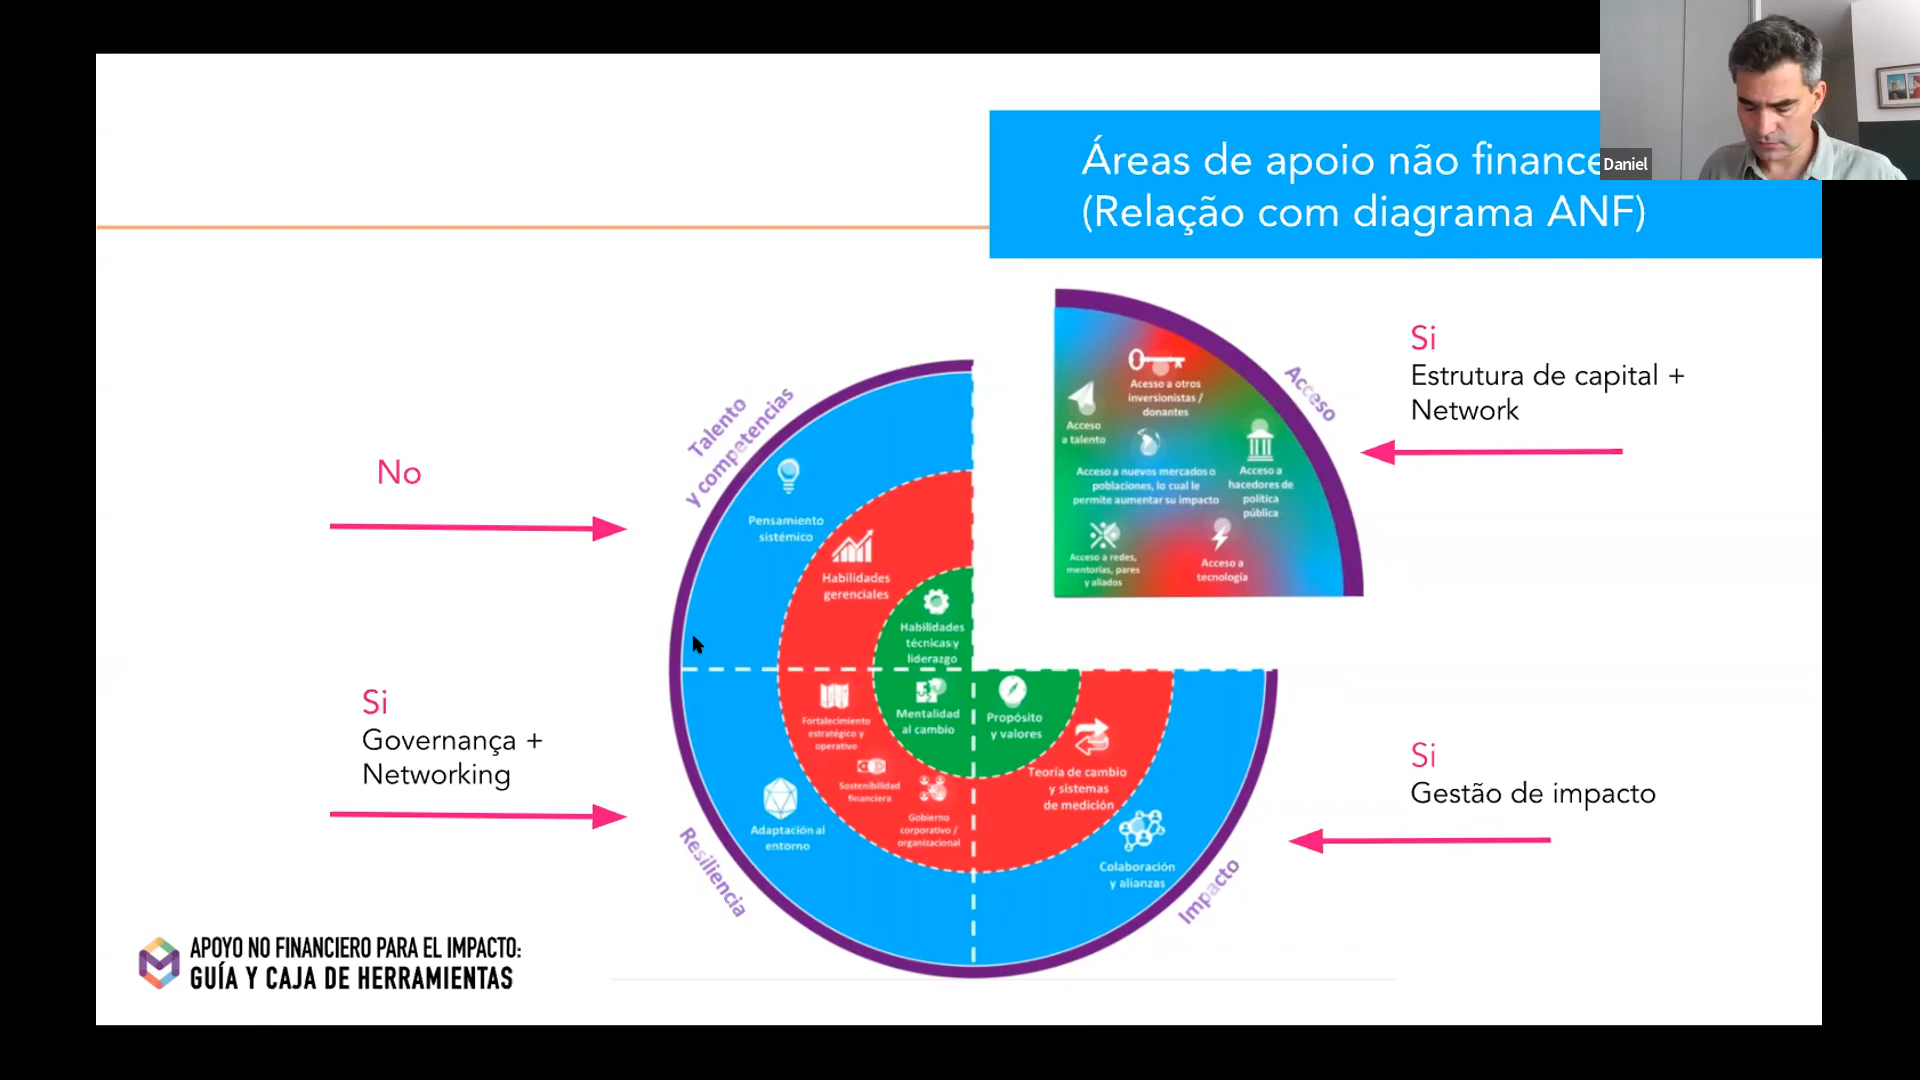 Áreas de apoio não finance
(Relação com diagrama ANF)
Daniel
Si
Estrutura de capital +
Network
Acceso
Acesso a otros
inversionistas /
donantes
Acceso
a talento
Acceso a nuevos mercados o
poblaciones, lo cual le
permite aumentar su impacto
Acceso a
hacedores de
política
pública
Acceso a redes,
mentorías, pares
y aliados
Acceso a
tecnología
No
Talento
y competencias
Pensamiento
sistémico
Habilidades
gerenciales
Habilidades
técnicas y
liderazgo
Si
Governança +
Networking
Resiliencia
Mentalidad
al cambio
Fortalecimiento
estratégico y
operativo
Sostenibilidad
financiera
Gobierno
corporativo /
organizacional
Adaptación al
entorno
Propósito
y valores
Teoría de cambio
y sistemas
de medición
Colaboración
y alianzas
Impacto
Si
Gestão de impacto
APOYO NO FINANCIERO PARA EL IMPACTO:
GUÍA Y CAJA DE HERRAMIENTAS